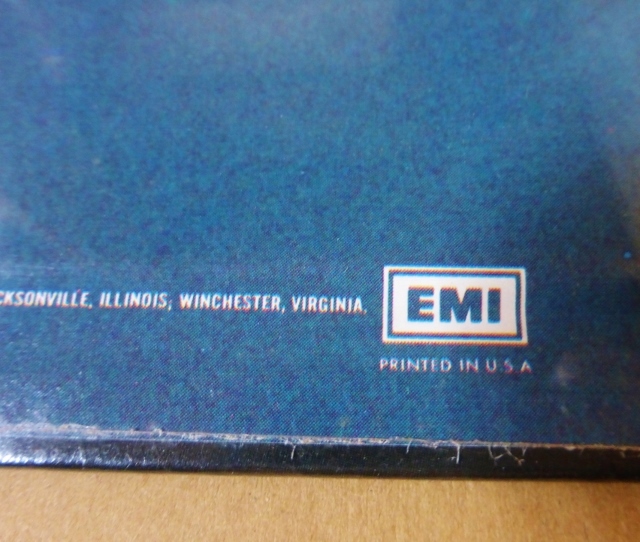 CKSONVILLE, ILLINOIS; WINCHESTER, VIRGINIA.
EMI
PRINTED IN U.S.A